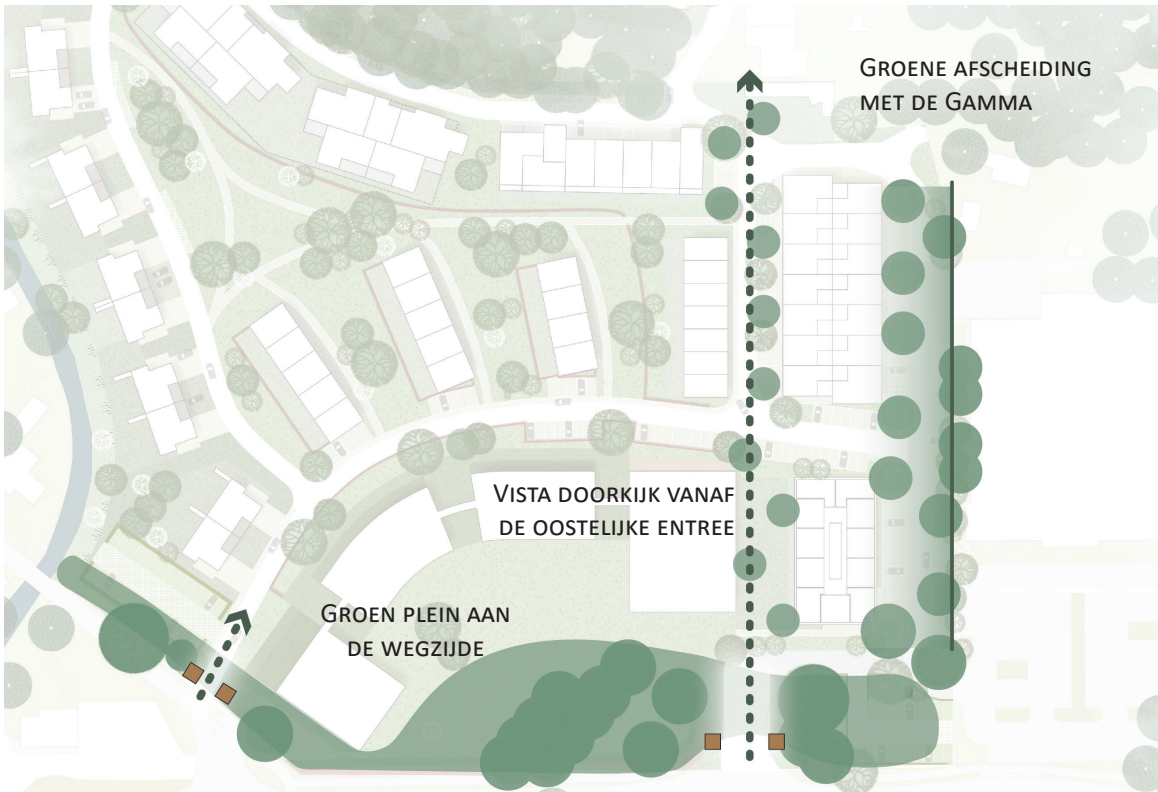 Groene afscheiding
met de Gamma
Vista doorkijk vanaf
de oostelijke entree
Groen plein aan
de wegzijde